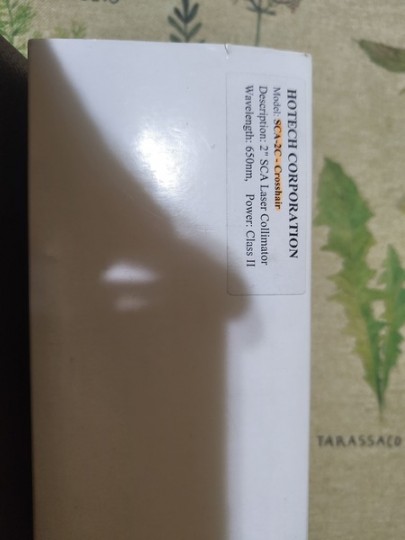 HOTECH CORPORATION
Model: SCA-2C - Crosshair
Description: 2" SCA Laser Collimator
Wavelength: 650nm, Power: Class II
TARASSACO